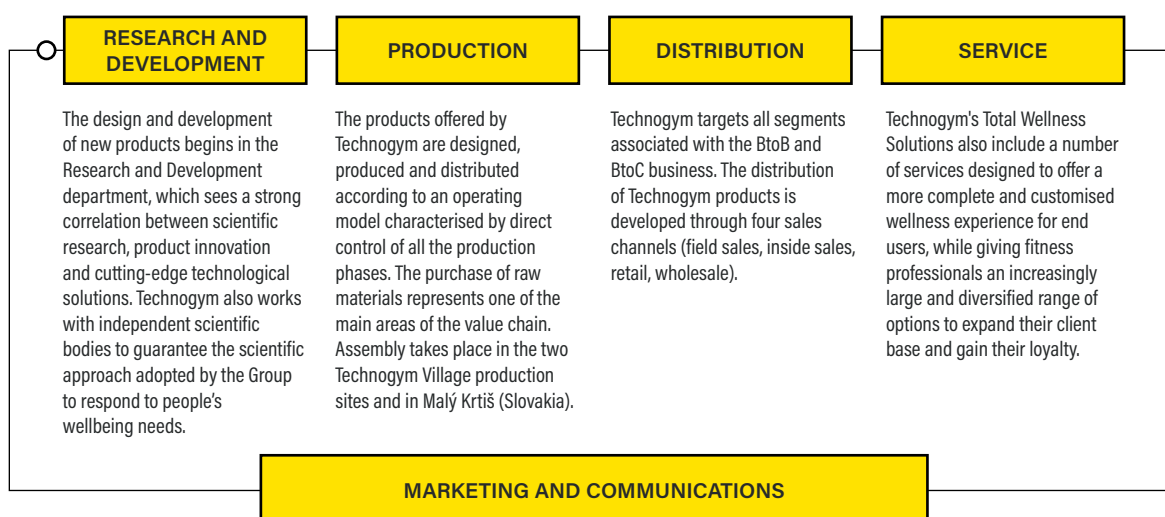 RESEARCH AND
DEVELOPMENT
The design and development
of new products begins in the
Research and Development
department, which sees a strong
correlation between scientific
research, product innovation
and cutting-edge technological
solutions. Technogym also works
with independent scientific
bodies to guarantee the scientific
approach adopted by the Group
to respond to people’s
wellbeing needs.
PRODUCTION
The products offered by
Technogym are designed,
produced and distributed
according to an operating
model characterised by direct
control of all the production
phases. The purchase of raw
materials represents one of the
main areas of the value chain.
Assembly takes place in the two
Technogym Village production
sites and in Malý Krtiš (Slovakia).
DISTRIBUTION
Technogym targets all segments
associated with the BtoB and
BtoC business. The distribution
of Technogym products is
developed through four sales
channels (field sales, inside sales,
retail, wholesale).
SERVICE
Technogym's Total Wellness
Solutions also include a number
of services designed to offer a
more complete and customised
wellness experience for end
users, while giving fitness
professionals an increasingly
large and diversified range of
options to expand their client
base and gain their loyalty.
MARKETING AND COMMUNICATIONS